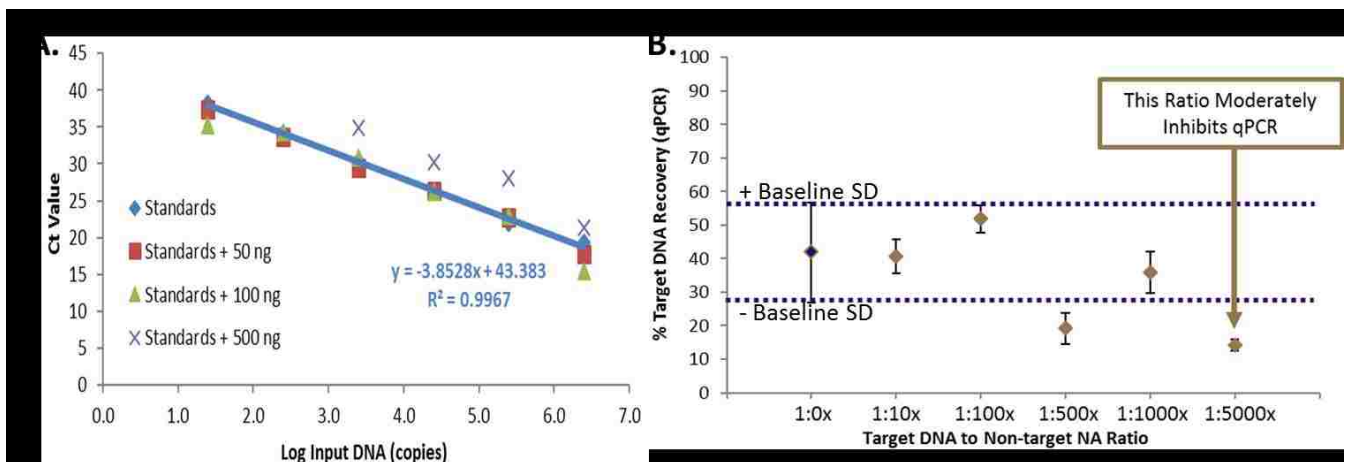 A.
45
40
35
30
25
20
15
10
5
0
Ct Value
Standards
Standards + 50 ng
Standards + 100 ng
Standards + 500 ng
y = -3.8528x + 43.383
R² = 0.9967
0.0 1.0 2.0 3.0 4.0 5.0 6.0 7.0
Log Input DNA (copies)
B.
100
90
80
70
60
50
40
30
20
10
0
% Target DNA Recovery (qPCR)
This Ratio Moderately
Inhibits qPCR
+ Baseline SD
- Baseline SD
1:0x 1:10x 1:100x 1:500x 1:1000x 1:5000x
Target DNA to Non-target NA Ratio